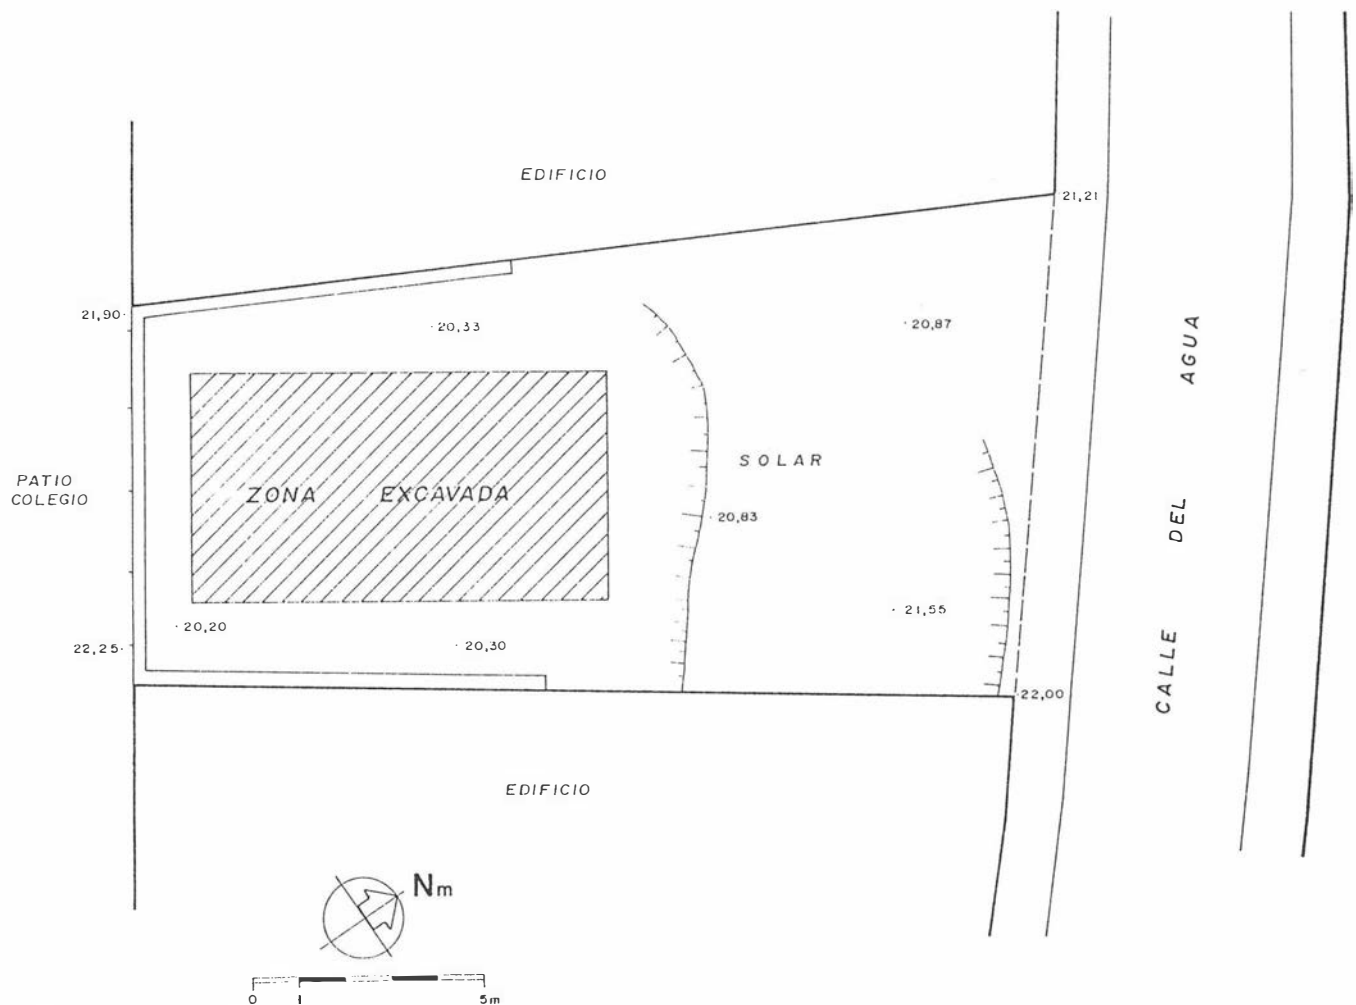 EDIFICIO
21,21
21,90
20,33
20,87
AGUA
SOLAR
PATIO
COLEGIO
ZONA EXCAVADA
20,83
DEL
21,55
20,20
22,25
20,30
CALLE
22,00
EDIFICIO
Nm
0 1 5m